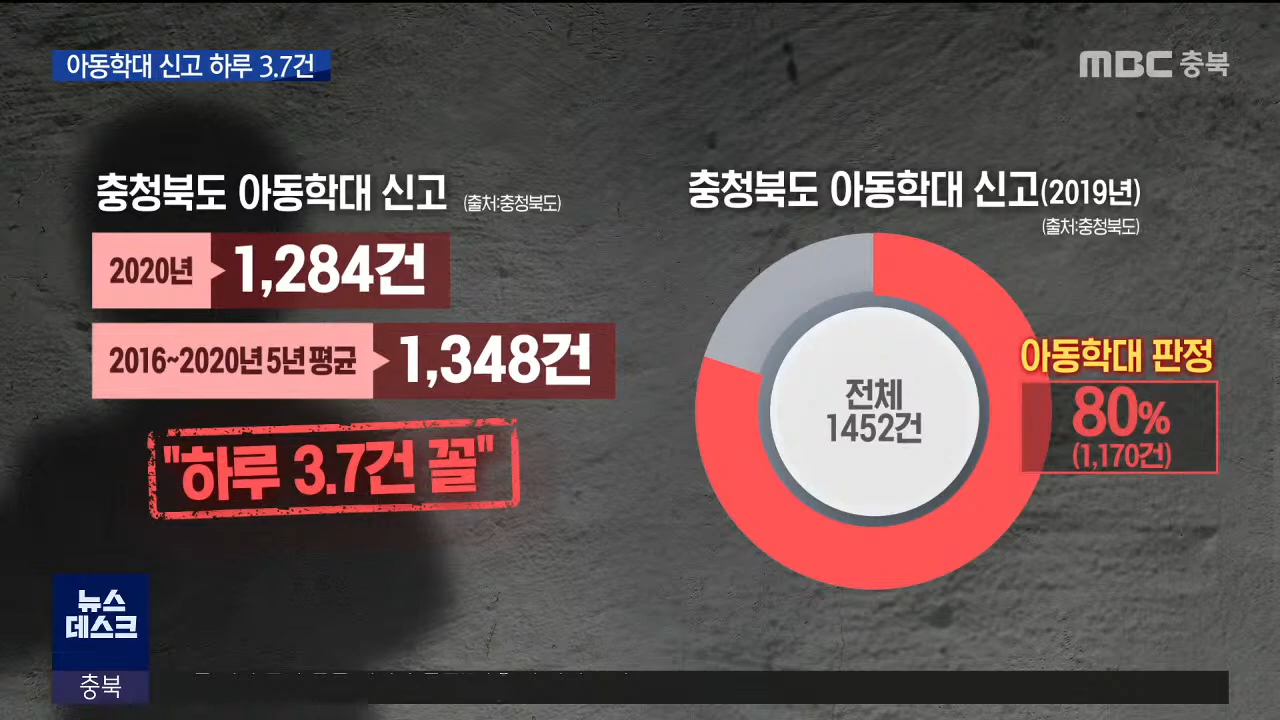 아동학대 신고 하루 3.7건
MBC 충북
충청북도 아동학대 신고 (출처:충청북도)
2020년 1,284건
2016~2020년 5년 평균 1,348건
"하루 3.7건 꼴"
충청북도 아동학대 신고(2019년)
(출처:충청북도)
전체
1452건
아동학대 판정
80%
(1,170건)
뉴스
데스크
충북